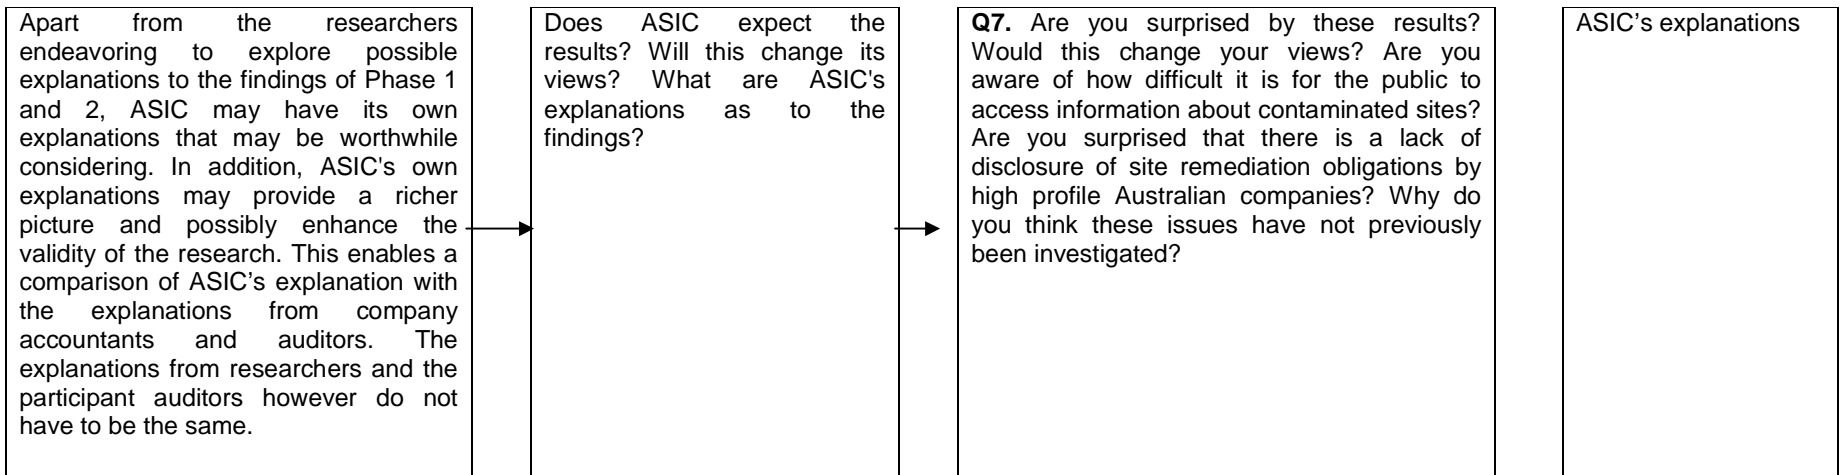 Apart from the researchers
endeavoring to explore possible
explanations to the findings of Phase 1
and 2, ASIC may have its own
explanations that may be worthwhile
considering. In addition, ASIC's own
explanations may provide a richer
picture and possibly enhance the
validity of the research. This enables a
comparison of ASIC’s explanation with
the explanations from company
accountants and auditors. The
explanations from researchers and the
participant auditors however do not
have to be the same.
Does ASIC expect the
results? Will this change its
views? What are ASIC's
explanations as to the
findings?
Q7. Are you surprised by these results?
Would this change your views? Are you
aware of how difficult it is for the public to
access information about contaminated sites?
Are you surprised that there is a lack of
disclosure of site remediation obligations by
high profile Australian companies? Why do
you think these issues have not previously
been investigated?
ASIC’s explanations